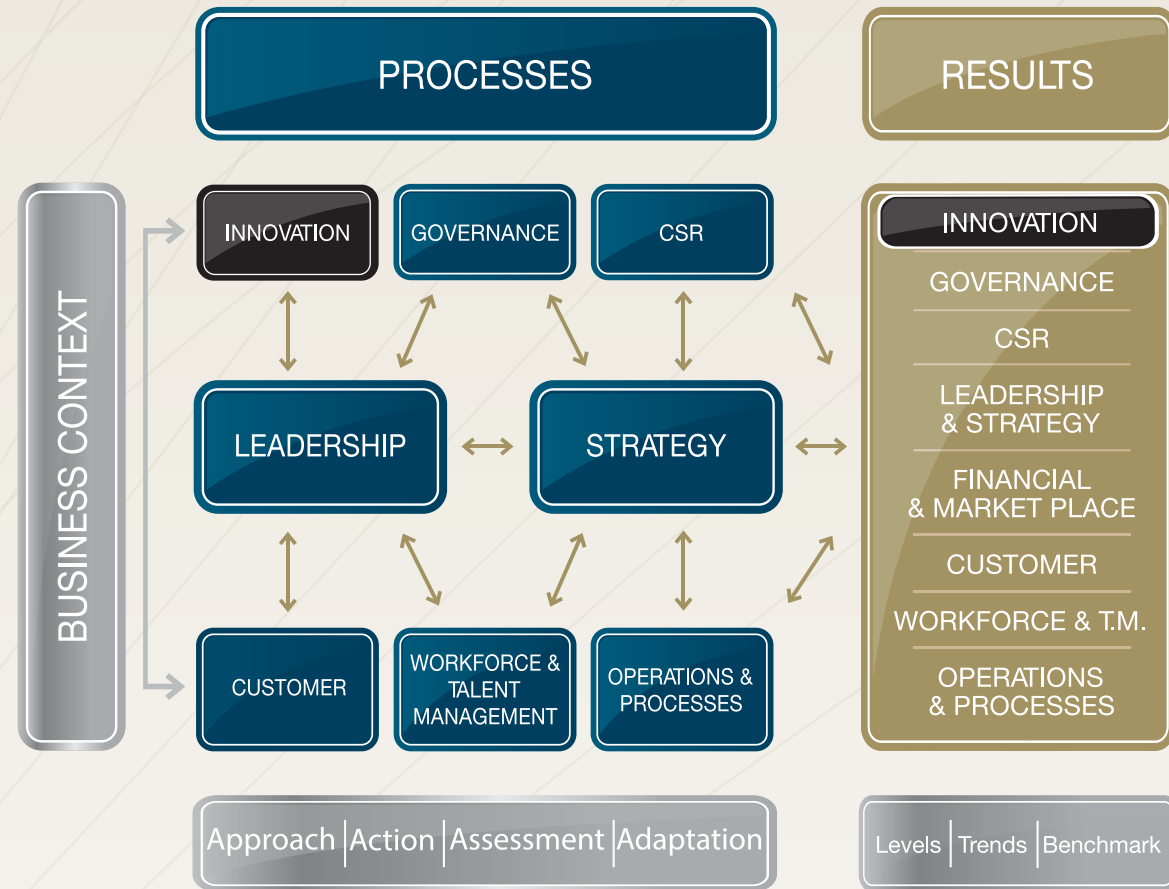 PROCESSES
RESULTS
BUSINESS CONTEXT
INNOVATION
GOVERNANCE
CSR
LEADERSHIP
STRATEGY
CUSTOMER
WORKFORCE &
TALENT
MANAGEMENT
OPERATIONS &
PROCESSES
INNOVATION
GOVERNANCE
CSR
LEADERSHIP
& STRATEGY
FINANCIAL
& MARKET PLACE
CUSTOMER
WORKFORCE & T.M.
OPERATIONS
& PROCESSES
Approach | Action | Assessment | Adaptation
Levels | Trends | Benchmark